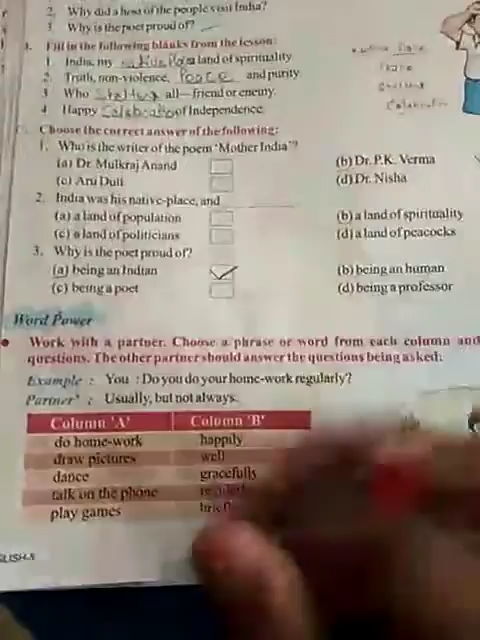 2. Why did a host of the people visit India?
3. Why is the poet proud of?
Fill in the following blanks from the lesson:
1. India, my native place land of spirituality
2. Truth, non-violence, Peace and purity
3. Who all—friend or enemy.
4. Happy Celebration of Independence.
Choose the correct answer of the following:
1. Who is the writer of the poem 'Mother India'?
(a) Dr. Mulkraj Anand (b) Dr. P.K. Verma
(c) Aru Dutt (d) Dr. Nisha
2. India was his native-place, and
(a) a land of population (b) a land of spirituality
(c) a land of politicians (d) a land of peacocks
3. Why is the poet proud of?
(a) being an Indian (b) being an human
(c) being a poet (d) being a professor
Word Power
Work with a partner. Choose a phrase or word from each column and
questions. The other partner should answer the questions being asked:
Example : You : Do you do your home-work regularly?
Partner : Usually, but not always.
Column 'A' Column 'B'
do home-work happily
draw pictures well
dance gracefully
talk on the phone
play games